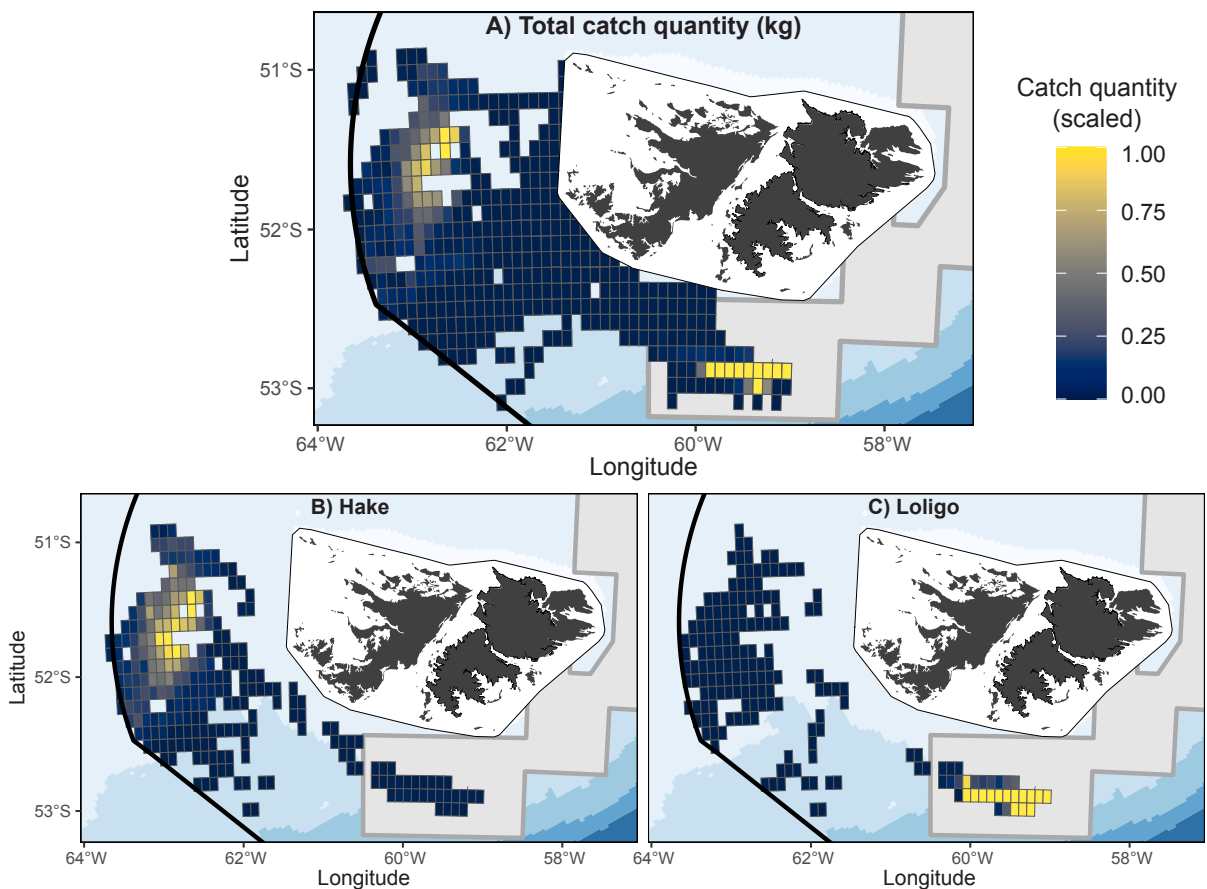 A) Total catch quantity (kg)
51°S
52°S
53°S
Latitude
64°W 62°W 60°W 58°W
Longitude
Catch quantity
(scaled)
1.00
0.75
0.50
0.25
0.00
B) Hake
51°S
52°S
53°S
Latitude
64°W 62°W 60°W 58°W
Longitude
C) Loligo
64°W 62°W 60°W 58°W
Longitude